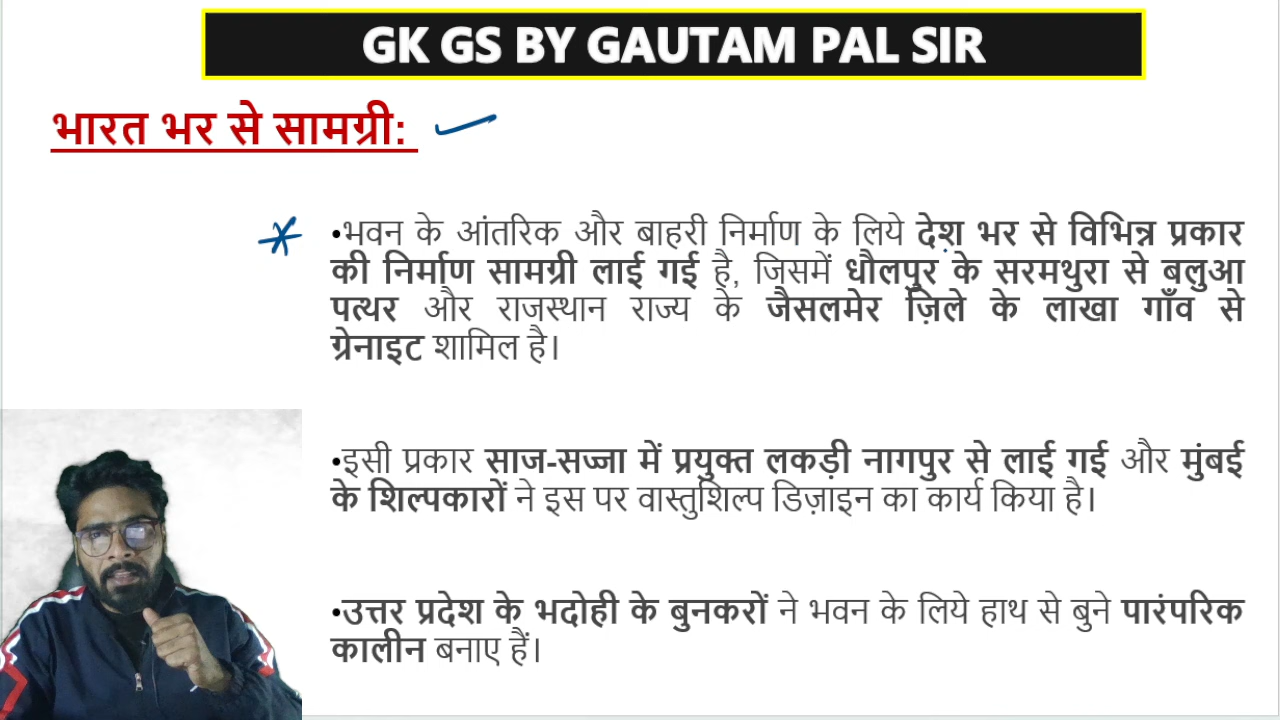 GK GS BY GAUTAM PAL SIR
भारत भर से सामग्री:
•भवन के आंतरिक और बाहरी निर्माण के लिये देश भर से विभिन्न प्रकार
की निर्माण सामग्री लाई गई है, जिसमें धौलपुर के सरमथुरा से बलुआ
पत्थर और राजस्थान राज्य के जैसलमेर ज़िले के लाखा गाँव से
ग्रेनाइट शामिल है।
•इसी प्रकार साज-सज्जा में प्रयुक्त लकड़ी नागपुर से लाई गई और मुंबई
के शिल्पकारों ने इस पर वास्तुशिल्प डिज़ाइन का कार्य किया है।
•उत्तर प्रदेश के भदोही के बुनकरों ने भवन के लिये हाथ से बुने पारंपरिक
कालीन बनाए हैं।